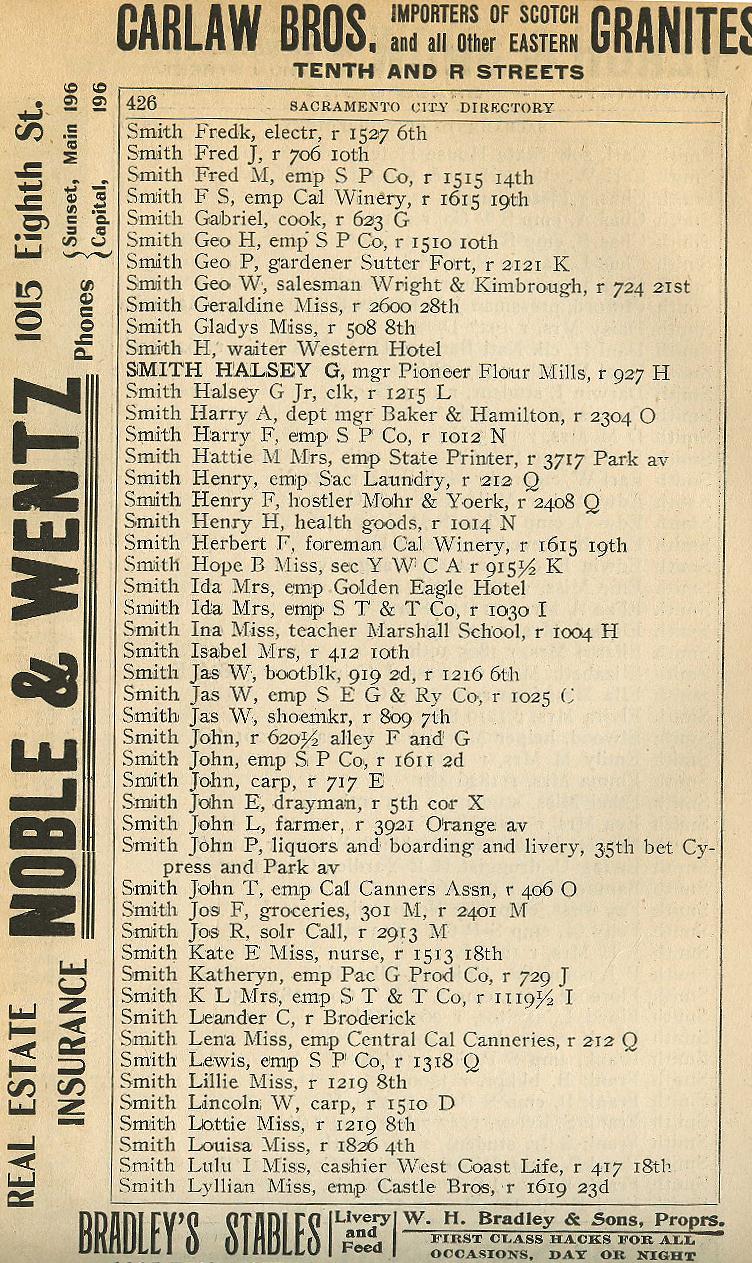 CARLAW BROS. IMPORTERS OF SCOTCH and all Other EASTERN GRANITES
TENTH AND R STREETS
426 SACRAMENTO CITY DIRECTORY
Smith Fredk, electr, r 1527 6th
Smith Fred J, r 706 10th
Smith Fred M, emp S P Co, r 1515 14th
Smith F S, emp Cal Winery, r 1615 19th
Smith Gabriel, cook, r 623 G
Smith Geo H, emp S P Co, r 1510 10th
Smith Geo P, gardener Sutter Fort, r 2121 K
Smith Geo W, salesman Wright & Kimbrough, r 724 21st
Smith Geraldine Miss, r 2600 28th
Smith Gladys Miss, r 508 8th
Smith H, waiter Western Hotel
SMITH HALSEY G, mgr Pioneer Flour Mills, r 927 H
Smith Halsey G Jr, clk, r 1215 L
Smith Harry A, dept mgr Baker & Hamilton, r 2304 O
Smith Harry F, emp S P Co, r 1012 N
Smith Hattie M Mrs, emp State Printer, r 3717 Park av
Smith Henry, emp Sac Laundry, r 212 Q
Smith Henry F, hostler Mohr & Yoerk, r 2408 Q
Smith Henry H, health goods, r 1014 N
Smith Herbert F, foreman Cal Winery, r 1615 19th
Smith Hope B Miss, sec Y W C A r 915½ K
Smith Ida Mrs, emp Golden Eagle Hotel
Smith Ida Mrs, emp S T & T Co, r 1030 I
Smith Ina Miss, teacher Marshall School, r 1004 H
Smith Isabel Mrs, r 412 10th
Smith Jas W, bootblk, 919 2d, r 1216 6th
Smith Jas W, emp S E G & Ry Co, r 1025 C
Smith Jas W, shoemkr, r 809 7th
Smith John, r 620½ alley F and G
Smith John, emp S P Co, r 1611 2d
Smith John, carp, r 717 E
Smith John E, drayman, r 5th cor X
Smith John L, farmer, r 3921 Orange av
Smith John P, liquors and boarding and livery, 35th bet Cy-
press and Park av
Smith John T, emp Cal Canners Assn, r 406 O
Smith Jos F, groceries, 301 M, r 2401 M
Smith Jos R, solr Call, r 2913 M
Smith Kate E Miss, nurse, r 1513 18th
Smith Katheryn, emp Pac G Prod Co, r 729 J
Smith K L Mrs, emp S T & T Co, r 1119½ I
Smith Leander C, r Broderick
Smith Lena Miss, emp Central Cal Canneries, r 212 Q
Smith Lewis, emp S P Co, r 1318 Q
Smith Lillie Miss, r 1219 8th
Smith Lincoln W, carp, r 1510 D
Smith Lottie Miss, r 1219 8th
Smith Louisa Miss, r 1826 4th
Smith Lulu I Miss, cashier West Coast Life, r 417 18th
Smith Lyllian Miss, emp Castle Bros, r 1619 23d
REAL ESTATE
INSURANCE
NOBLE & WENTZ
1015 Eighth St.
Phones { Sunset, Main 196
{ Capital, 196
BRADLEY'S STABLES Livery and Feed W. H. Bradley & Sons, Proprs.
FIRST CLASS HACKS FOR ALL
OCCASIONS, DAY OR NIGHT